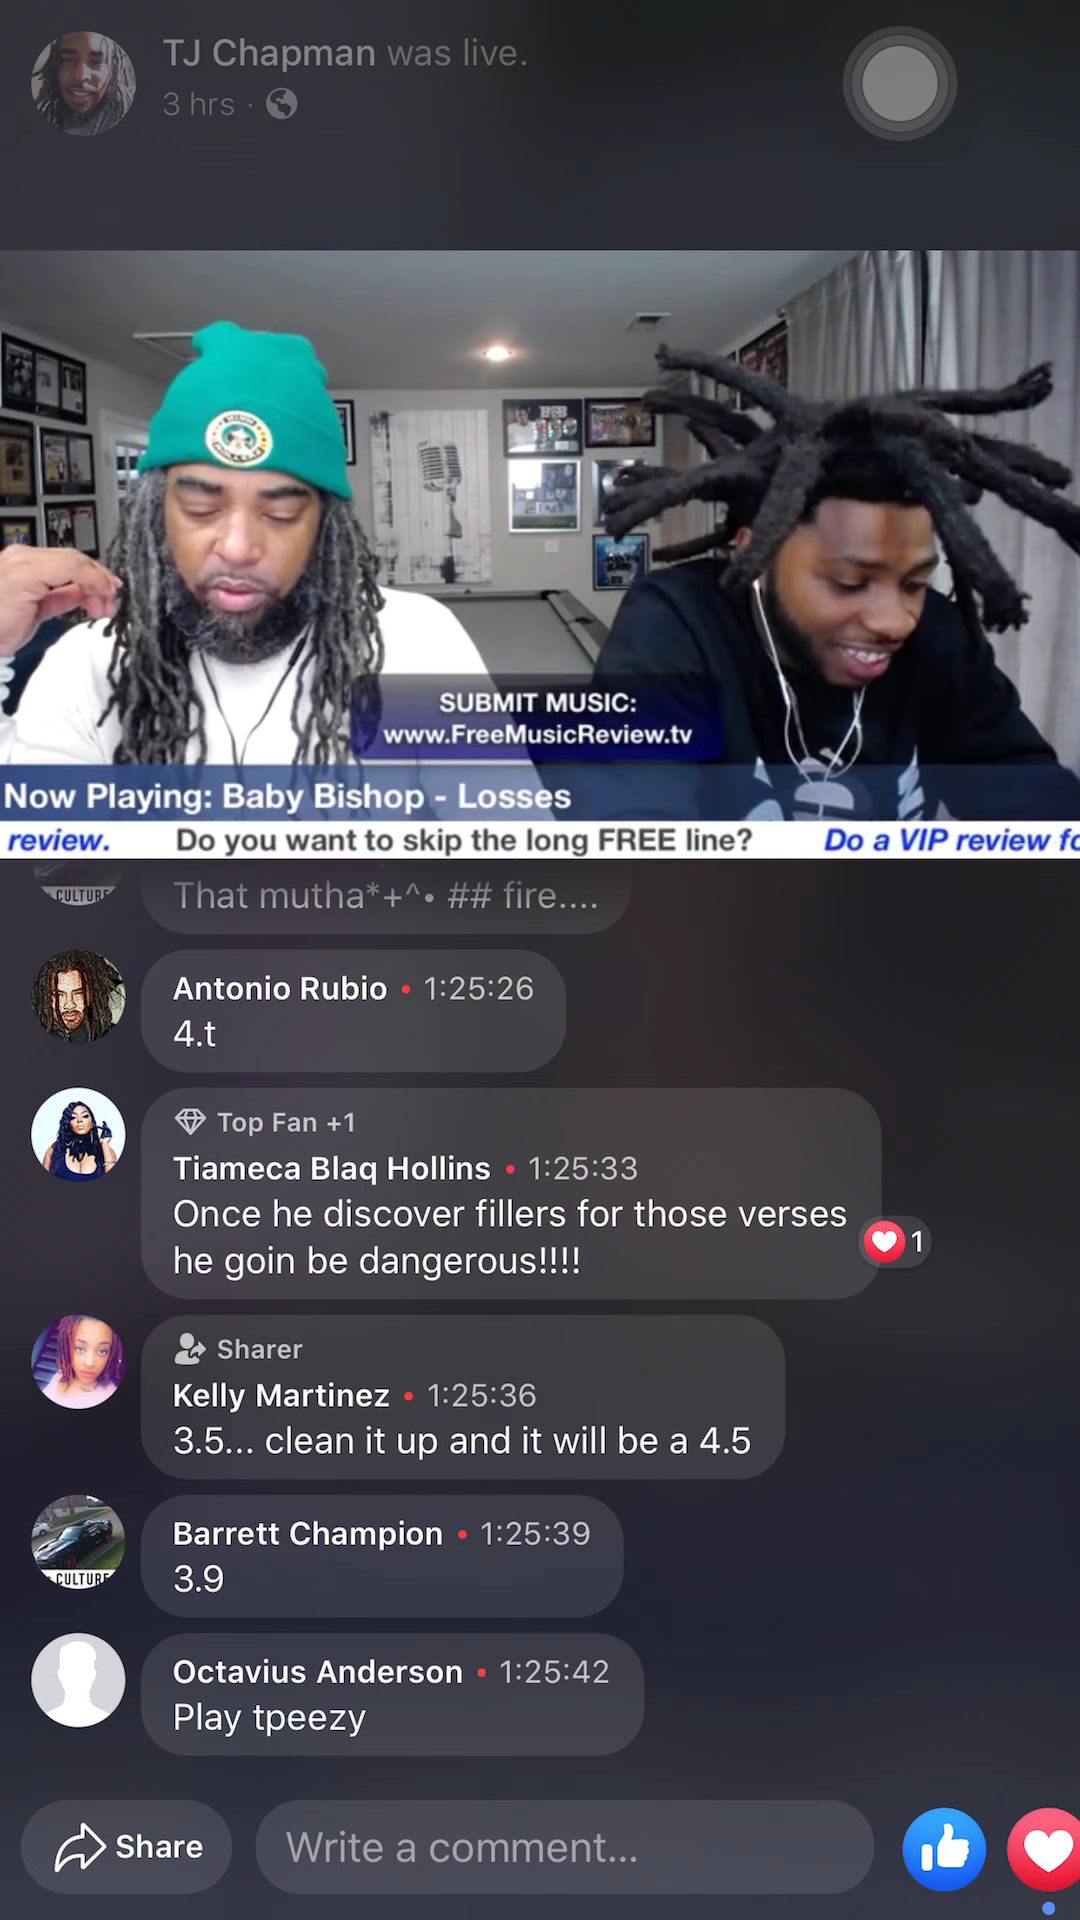 TJ Chapman was live.
3 hrs ·
SUBMIT MUSIC:
www.FreeMusicReview.tv
Now Playing: Baby Bishop - Losses
review. Do you want to skip the long FREE line? Do a VIP review fo
CULTURE
That mutha*+^• ## fire....
Antonio Rubio • 1:25:26
4.t
Top Fan +1
Tiameca Blaq Hollins • 1:25:33
Once he discover fillers for those verses
he goin be dangerous!!!!
1
Sharer
Kelly Martinez • 1:25:36
3.5... clean it up and it will be a 4.5
Barrett Champion • 1:25:39
3.9
CULTURE
Octavius Anderson • 1:25:42
Play tpeezy
Share
Write a comment...